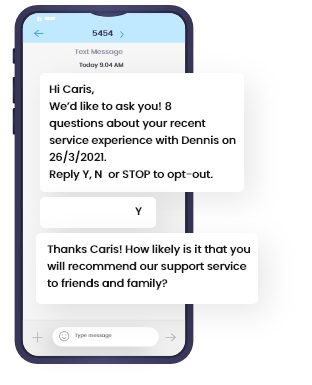 5454
Text Message
Today 9.04 AM
Hi Caris,
We'd like to ask you! 8
questions about your recent
service experience with Dennis on
26/3/2021.
Reply Y, N or STOP to opt-out.
Y
Thanks Caris! How likely is it that you
will recommend our support service
to friends and family?
Type message